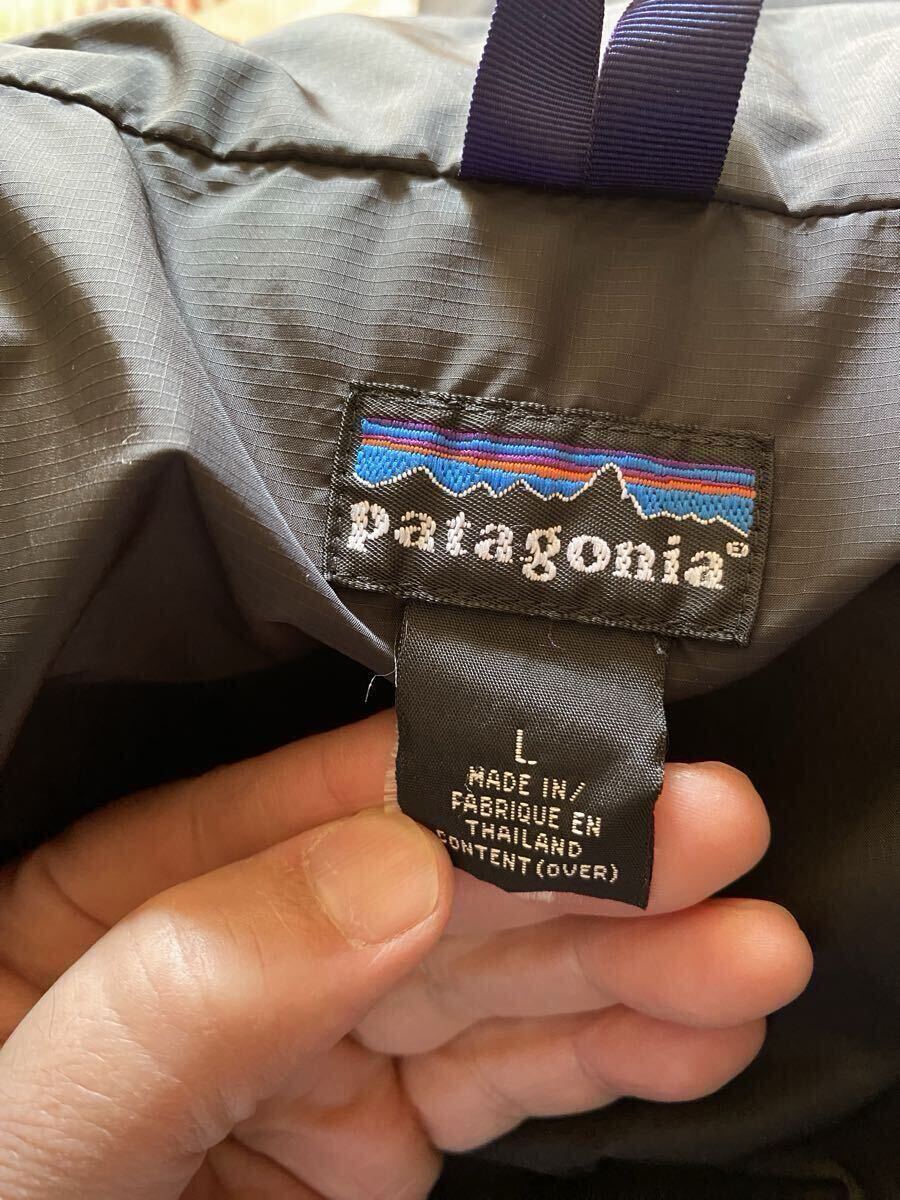 patagonia®
L
MADE IN/
FABRIQUE EN
THAILAND
CONTENT (OVER)